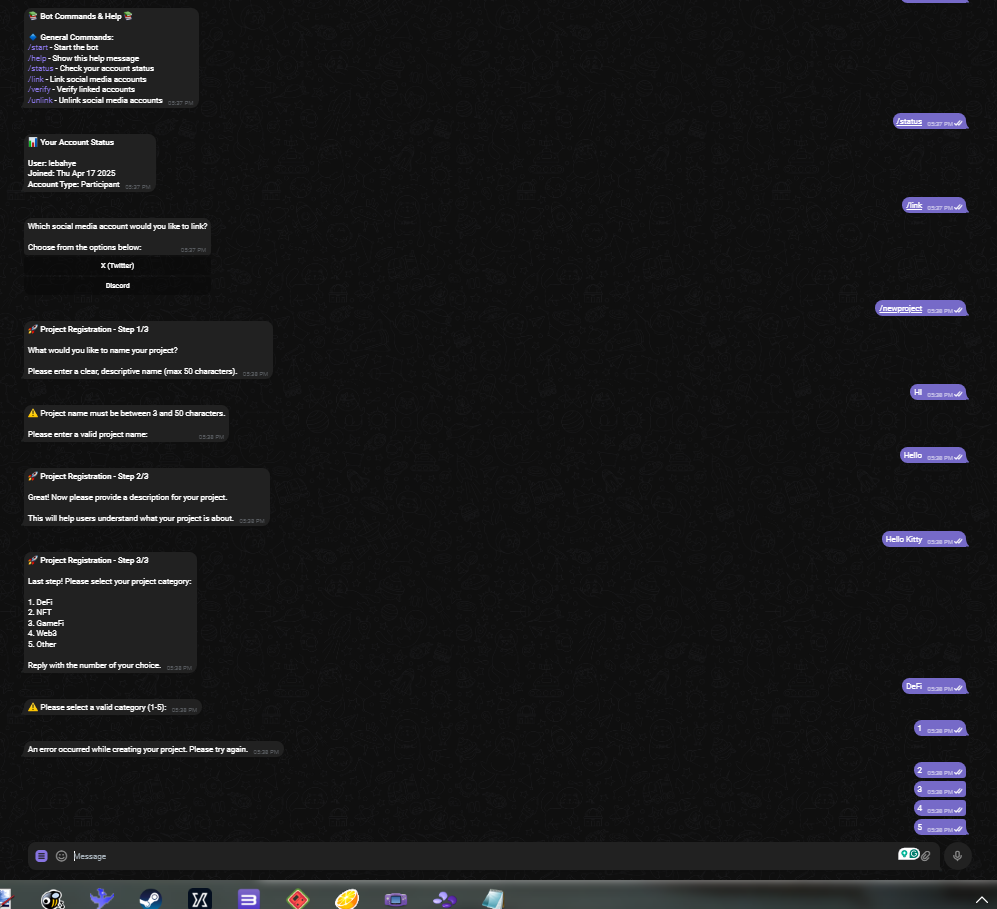 Bot Commands & Help
General Commands:
/start - Start the bot
/help - Show this help message
/status - Check your account status
/link - Link social media accounts
/verify - Verify linked accounts
/unlink - Unlink social media accounts 05:37 PM
/status 05:37 PM
Your Account Status
User: lebahye
Joined: Thu Apr 17 2025
Account Type: Participant 05:37 PM
/link 05:37 PM
Which social media account would you like to link?
Choose from the options below: 05:37 PM
X (Twitter)
Discord
/newproject 05:38 PM
Project Registration - Step 1/3
What would you like to name your project?
Please enter a clear, descriptive name (max 50 characters). 05:38 PM
HI 05:38 PM
Project name must be between 3 and 50 characters.
Please enter a valid project name: 05:38 PM
Hello 05:38 PM
Project Registration - Step 2/3
Great! Now please provide a description for your project.
This will help users understand what your project is about. 05:38 PM
Hello Kitty 05:38 PM
Project Registration - Step 3/3
Last step! Please select your project category:
1. DeFi
2. NFT
3. GameFi
4. Web3
5. Other
Reply with the number of your choice. 05:38 PM
DeFi 05:38 PM
Please select a valid category (1-5): 05:38 PM
1 05:38 PM
An error occurred while creating your project. Please try again. 05:38 PM
2 05:38 PM
3 05:38 PM
4 05:38 PM
5 05:38 PM
Message